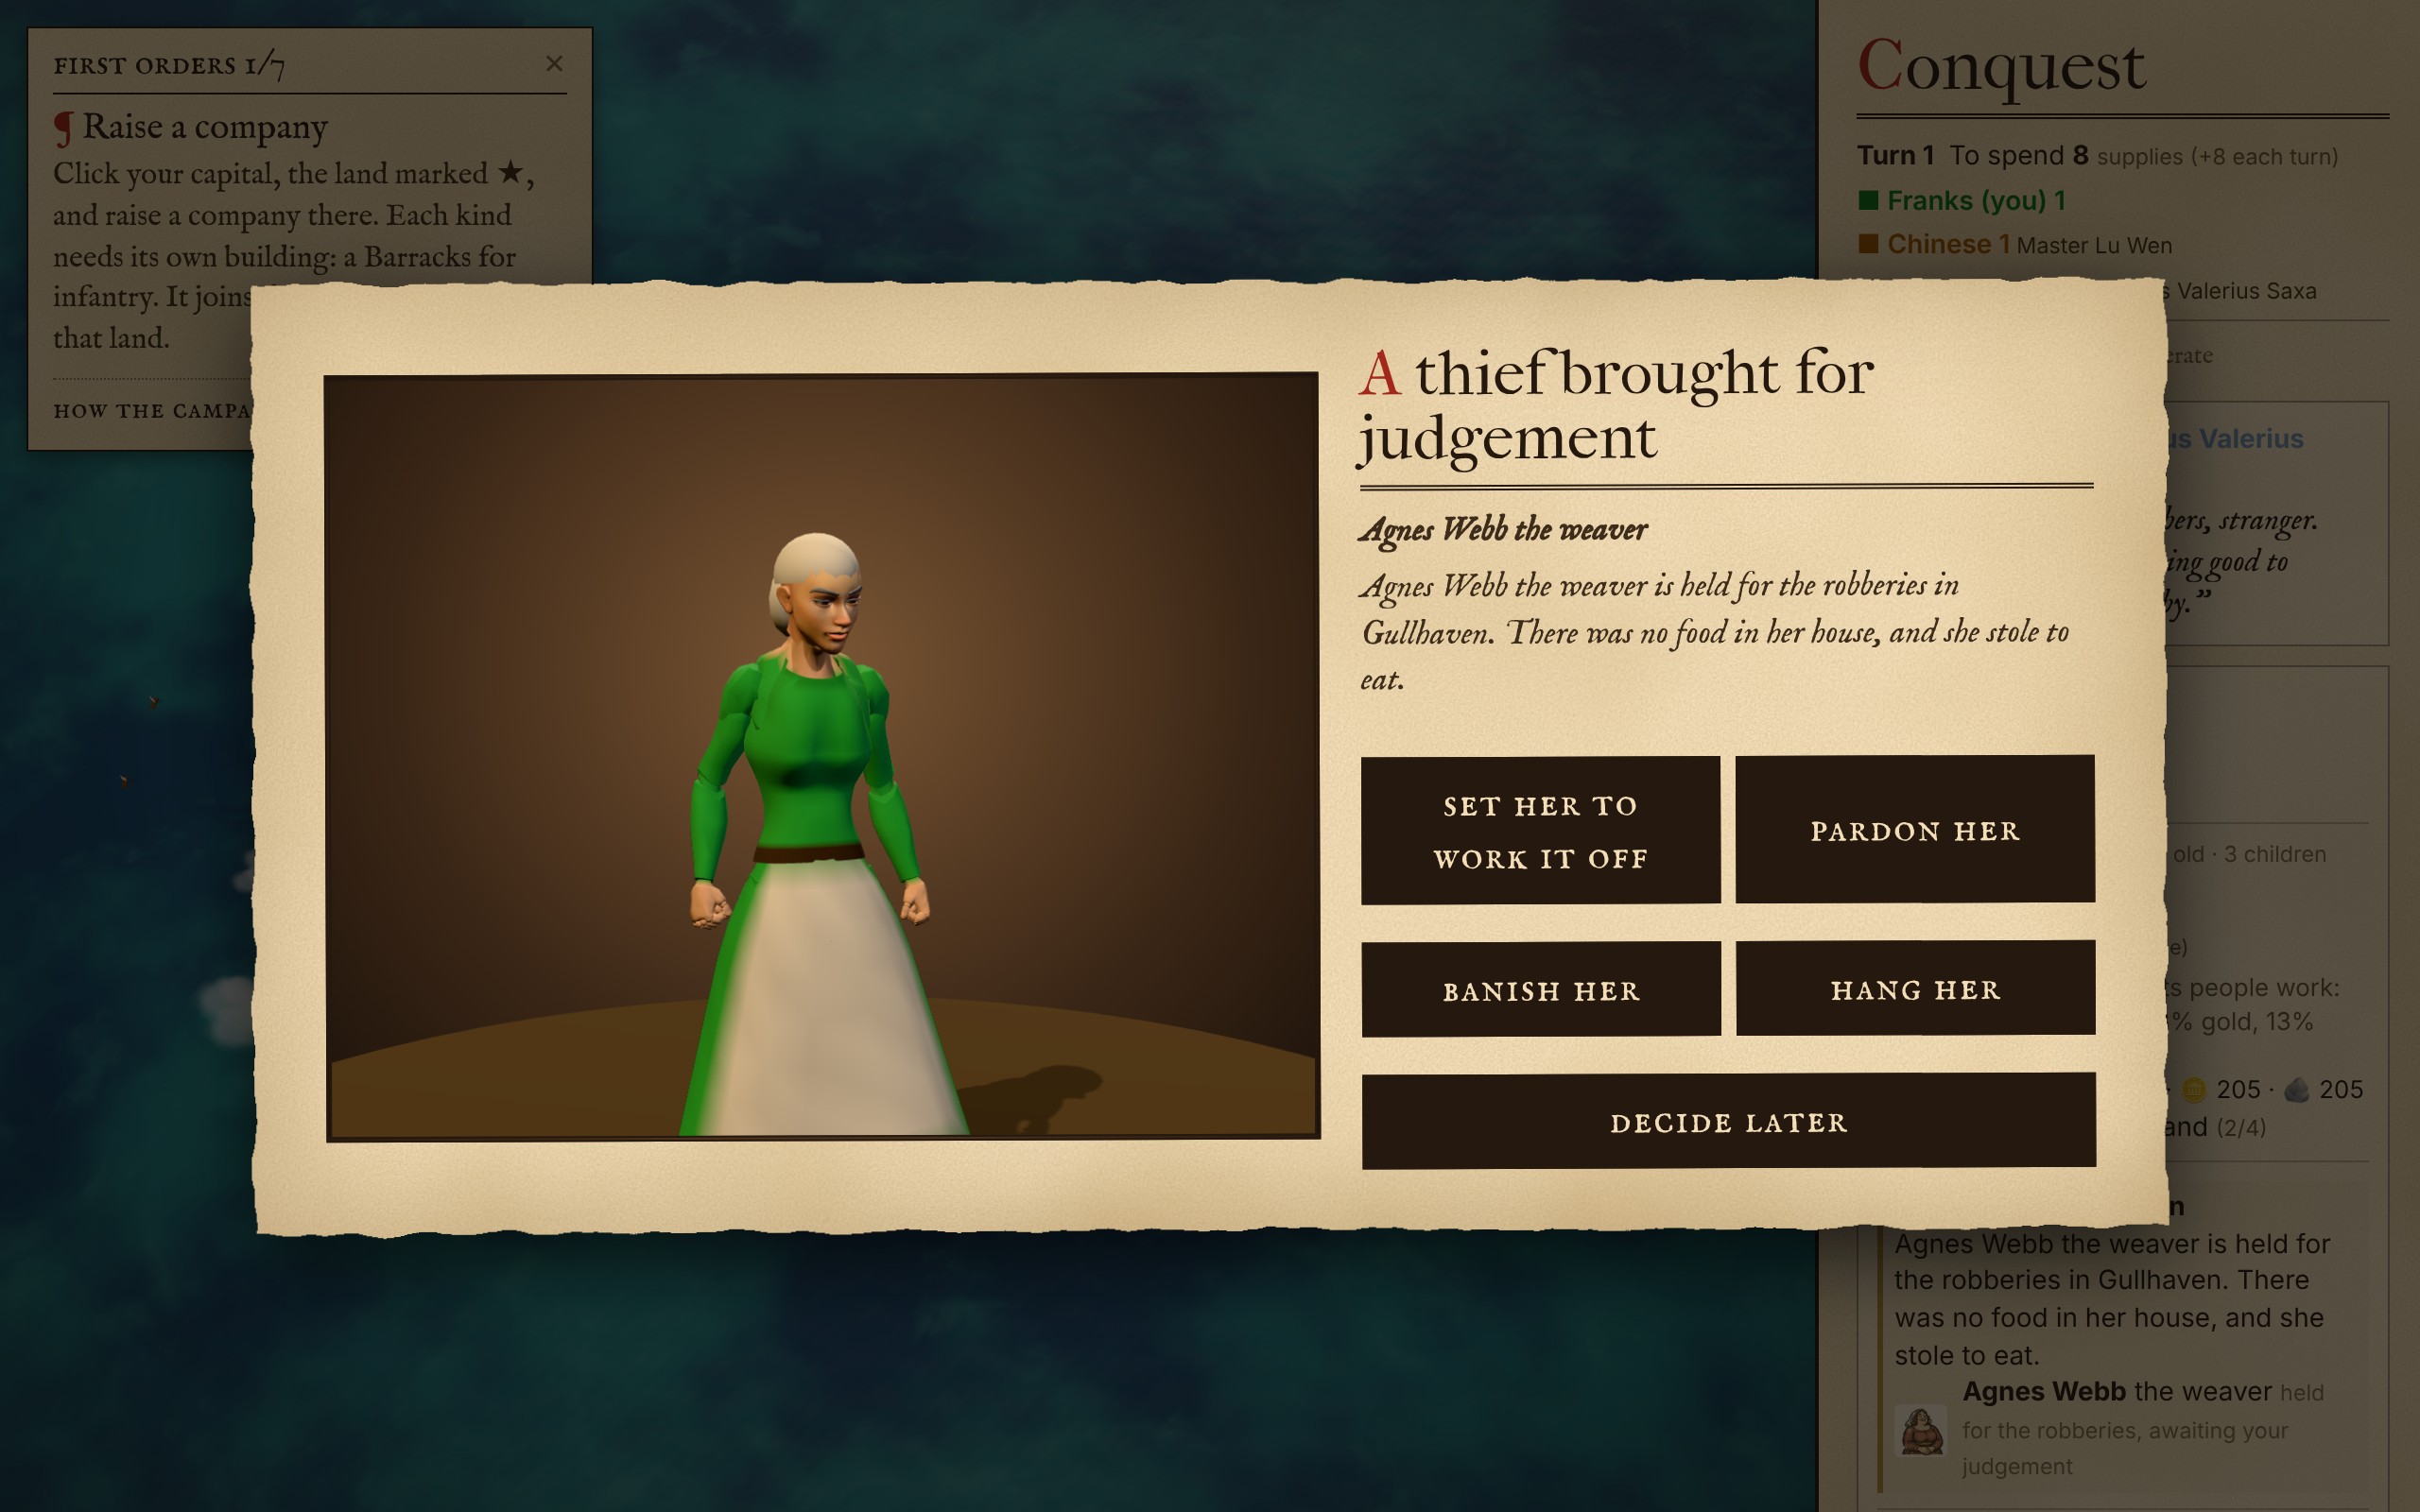 FIRST ORDERS 1/7
×
¶ Raise a company
Click your capital, the land marked ★,
and raise a company there. Each kind
needs its own building: a Barracks for
infantry. It joins
that land.
HOW THE
A thief brought for
judgement
Agnes Webb the weaver
Agnes Webb the weaver is held for the robberies in
Gullhaven. There was no food in her house, and she stole to
eat.
SET HER TO
WORK IT OFF
PARDON HER
BANISH HER
HANG HER
DECIDE LATER
Conquest
Turn 1 To spend 8 supplies (+8 each turn)
Franks (you) 1
Chinese 1 Master Lu Wen
Valerius Saxa
Valerius
stranger.
good to
old · 3 children
people work:
% gold, 13%
205 · 205
(2/4)
Agnes Webb the weaver is held for
the robberies in Gullhaven. There
was no food in her house, and she
stole to eat.
Agnes Webb the weaver held
for the robberies, awaiting your
judgement